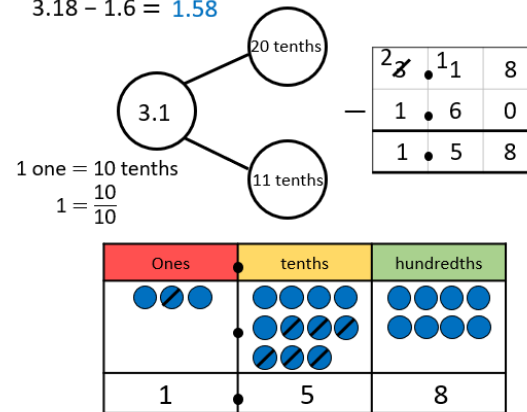 3.18 − 1.6 = 1.58
20 tenths
3.1
11 tenths
1 one = 10 tenths
1 = 10/10
2 3 . 1 1 8
− 1 . 6 0
1 . 5 8
Ones tenths hundredths
1 . 5 8